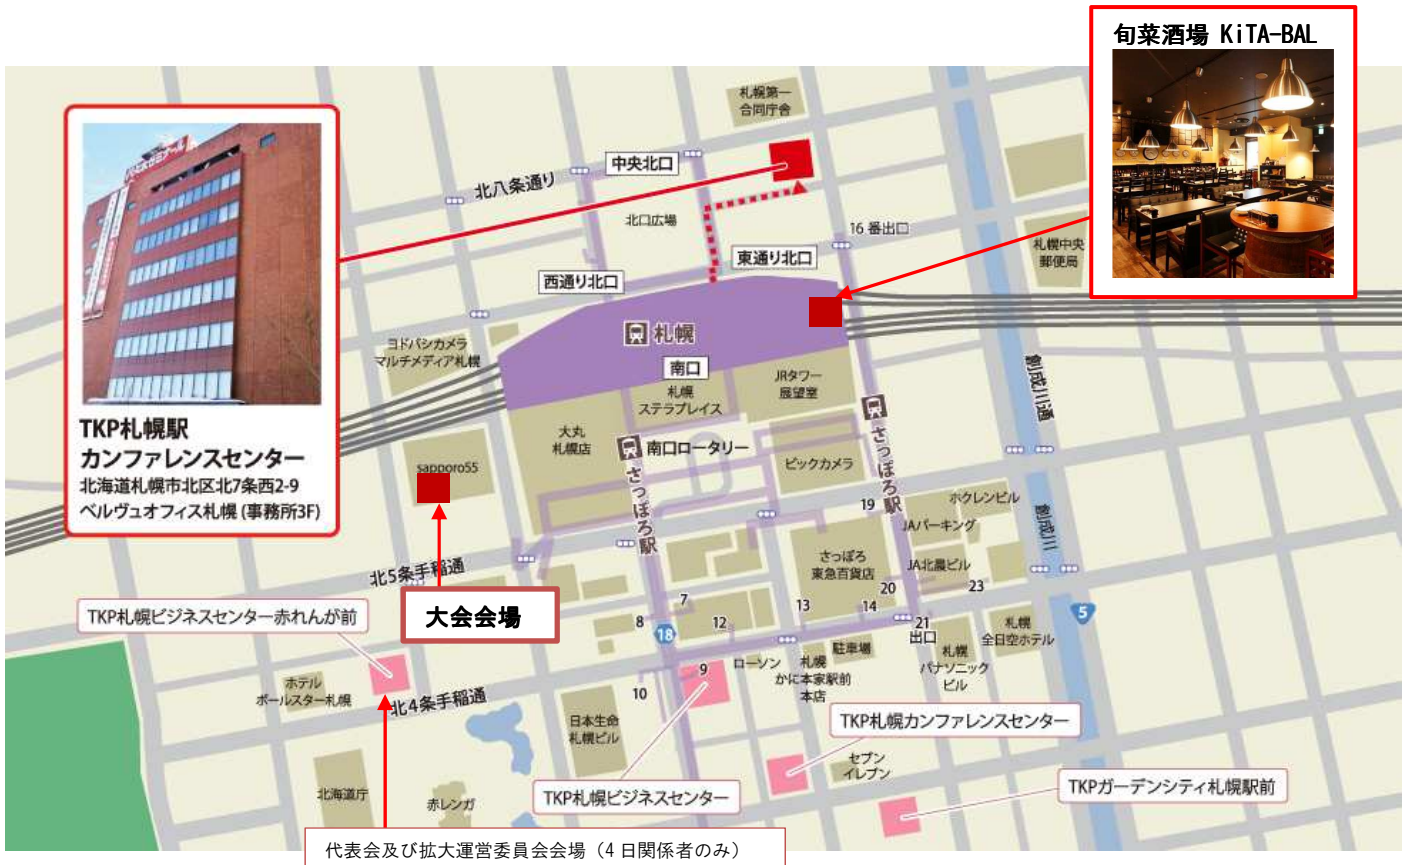 旬菜酒場 KiTA-BAL
札幌第一
合同庁舎
中央北口
北八条通り
北口広場
16番出口
札幌中央
郵便局
東通り北口
西通り北口
札幌
ヨドバシカメラ
マルチメディア札幌
南口
札幌
ステラプレイス
JRタワー
展望室
創成川通
TKP札幌駅
カンファレンスセンター
北海道札幌市北区北7条西2-9
ベルヴュオフィス札幌 (事務所3F)
大丸
札幌店
南口ロータリー
さっぽろ駅
さっぽろ駅
ビックカメラ
sapporo55
19
ホクレンビル
JAパーキング
創成川
北5条手稲通
さっぽろ
東急百貨店
JA北農ビル
20
23
TKP札幌ビジネスセンター赤れんが前
大会会場
7
8
18
12
13
14
21
出口
5
札幌
全日空ホテル
駐車場
札幌
パナソニック
ビル
ローソン
札幌
かに本家駅前
本店
9
10
ホテル
ポールスター札幌
北4条手稲通
日本生命
札幌ビル
TKP札幌カンファレンスセンター
セブン
イレブン
TKP札幌ビジネスセンター
TKPガーデンシティ札幌駅前
北海道庁
赤レンガ
代表会及び拡大運営委員会会場（4日関係者のみ）